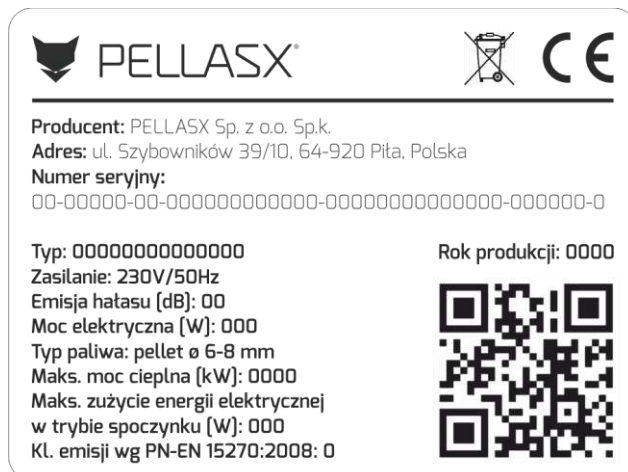 PELLASX®
CE
Producent: PELLASX Sp. z o.o. Sp.k.
Adres: ul. Szybowników 39/10, 64-920 Piła, Polska
Numer seryjny:
00-00000-00-00000000000-00000000000000-000000-0
Typ: 00000000000000
Rok produkcji: 0000
Zasilanie: 230V/50Hz
Emisja hałasu [dB]: 00
Moc elektryczna [W]: 000
Typ paliwa: pellet ø 6-8 mm
Maks. moc cieplna [kW]: 0000
Maks. zużycie energii elektrycznej
w trybie spoczynku [W]: 000
Kl. emisji wg PN-EN 15270:2008: 0